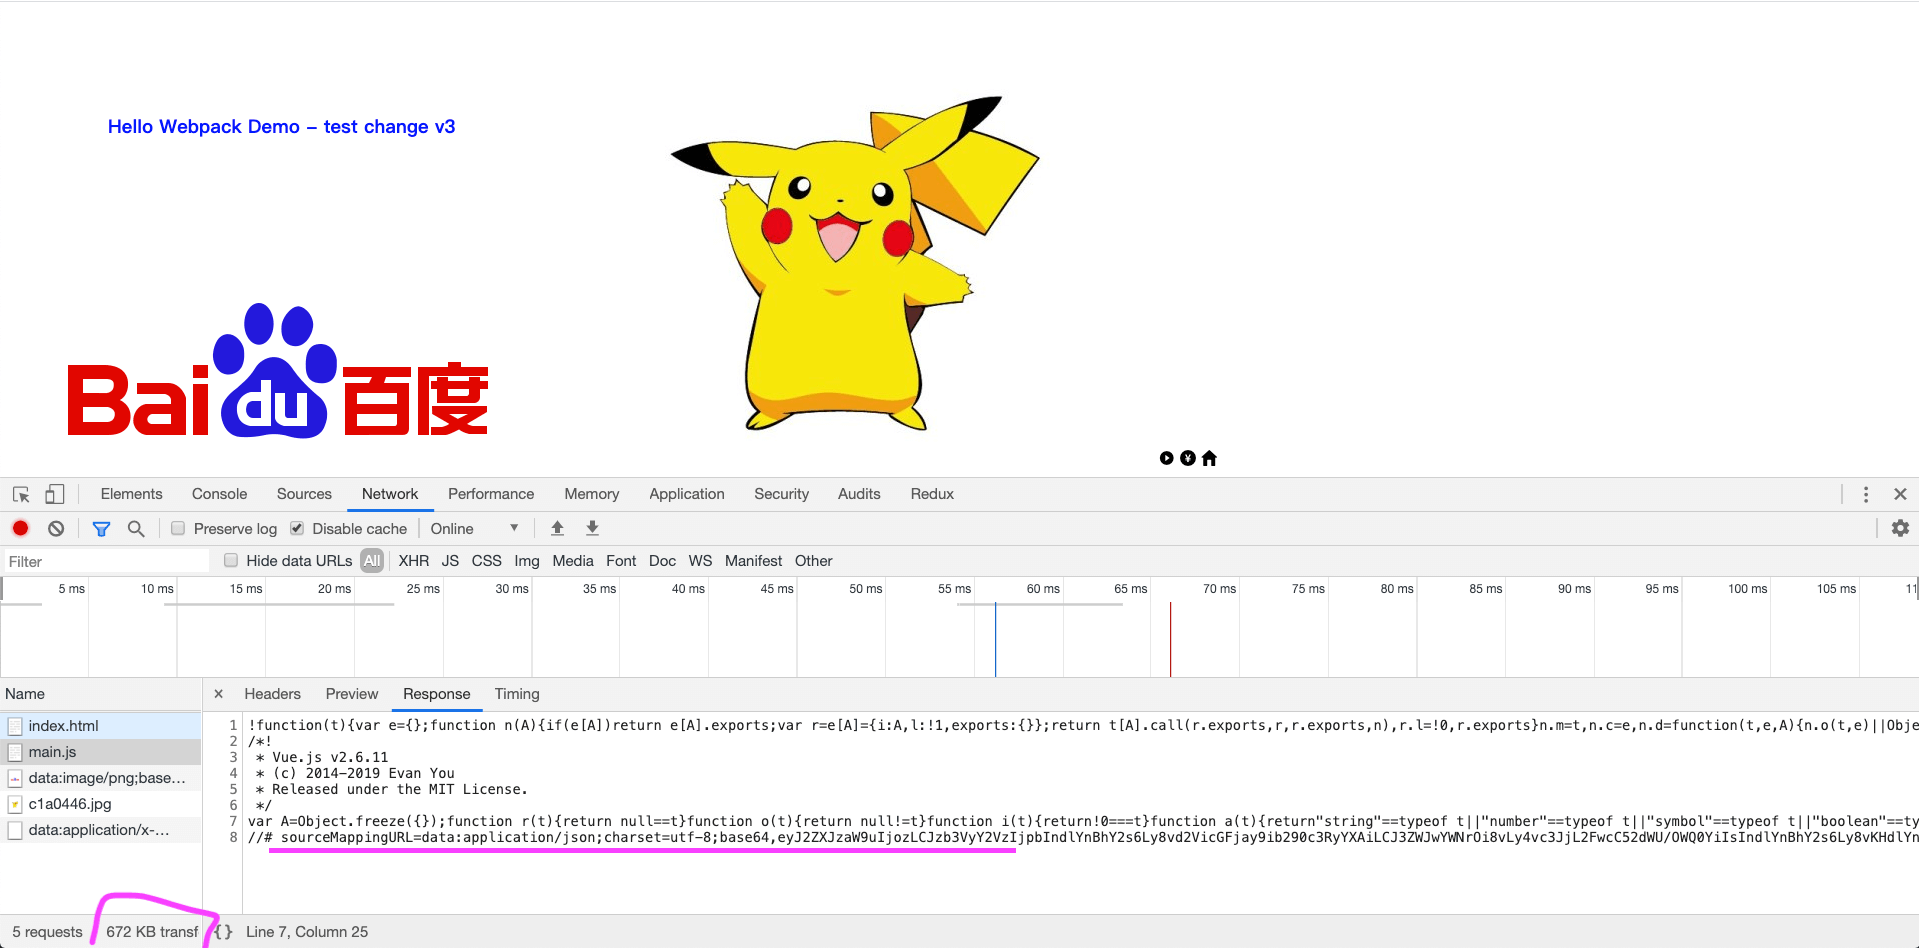 Hello Webpack Demo – test change v3
Baidu百度
Elements Console Sources Network Performance Memory Application Security Audits Redux
Preserve log Disable cache Online
Filter Hide data URLs All XHR JS CSS Img Media Font Doc WS Manifest Other
5 ms 10 ms 15 ms 20 ms 25 ms 30 ms 35 ms 40 ms 45 ms 50 ms 55 ms 60 ms 65 ms 70 ms 75 ms 80 ms 85 ms 90 ms 95 ms 100 ms 105 ms 11
Name × Headers Preview Response Timing
index.html
main.js
data:image/png;base…
c1a0446.jpg
data:application/x-…
1 !function(t){var e={};function n(A){if(e[A])return e[A].exports;var r=e[A]={i:A,l:!1,exports:{}};return t[A].call(r.exports,r,r.exports,n),r.l=!0,r.exports}n.m=t,n.c=e,n.d=function(t,e,A){n.o(t,e)||Obje
2 /*!
3 * Vue.js v2.6.11
4 * (c) 2014-2019 Evan You
5 * Released under the MIT License.
6 */
7 var A=Object.freeze({});function r(t){return null==t}function o(t){return null!=t}function i(t){return!0===t}function a(t){return"string"==typeof t||"number"==typeof t||"symbol"==typeof t||"boolean"==ty
8 //# sourceMappingURL=data:application/json;charset=utf-8;base64,eyJ2ZXJzaW9uIjozLCJzb3VyY2VzIjpbIndlYnBhY2s6Ly8vd2VicGFjay9ib290c3RyYXAiLCJ3ZWJwYWNrOi8vLy4vc3JjL2FwcC52dWU/OWQ0YiIsIndlYnBhY2s6Ly8vKHdlYn
5 requests 672 KB transf {} Line 7, Column 25